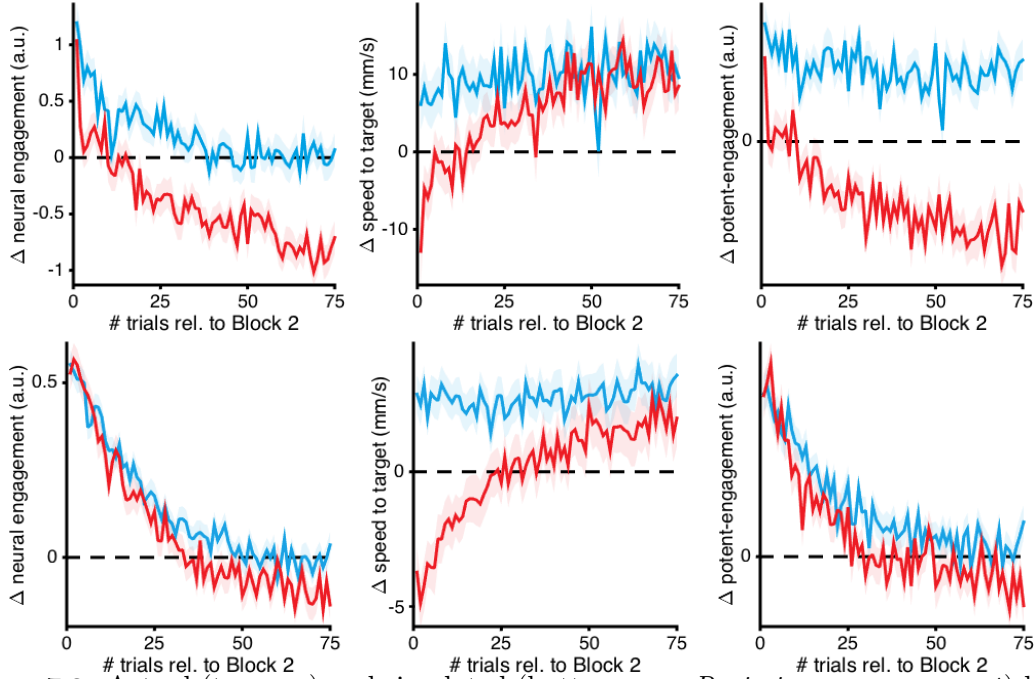 Δ neural engagement (a.u.)
1
0.5
0
-0.5
-1
0 25 50 75
# trials rel. to Block 2
Δ speed to target (mm/s)
10
0
-10
0 25 50 75
# trials rel. to Block 2
Δ potent-engagement (a.u.)
0
0 25 50 75
# trials rel. to Block 2
Δ neural engagement (a.u.)
0.5
0
0 25 50 75
# trials rel. to Block 2
Δ speed to target (mm/s)
0
-5
0 25 50 75
# trials rel. to Block 2
Δ potent-engagement (a.u.)
0
0 25 50 75
# trials rel. to Block 2